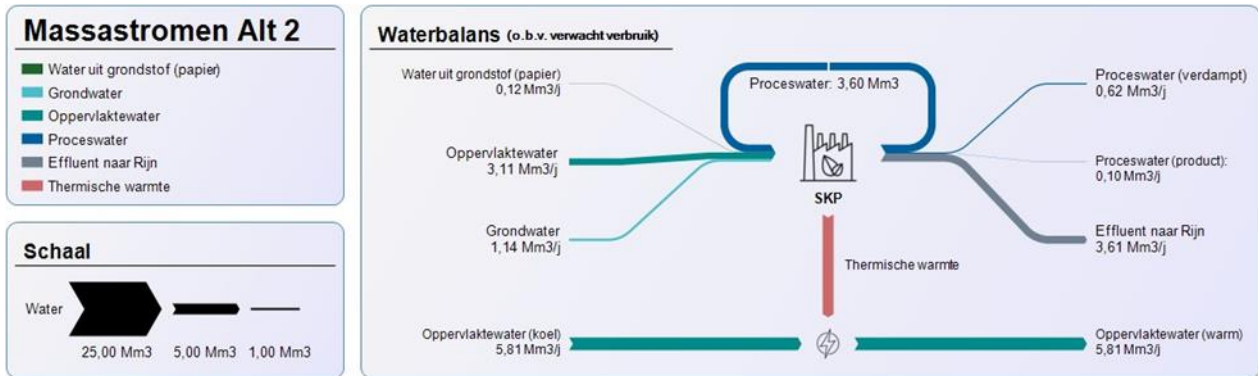 Massastromen Alt 2
Water uit grondstof (papier)
Grondwater
Oppervlaktewater
Proceswater
Effluent naar Rijn
Thermische warmte
Schaal
Water
25,00 Mm3 5,00 Mm3 1,00 Mm3
Waterbalans (o.b.v. verwacht verbruik)
Water uit grondstof (papier)
0,12 Mm3/j
Oppervlaktewater
3,11 Mm3/j
Grondwater
1,14 Mm3/j
Proceswater: 3,60 Mm3
SKP
Thermische warmte
Proceswater (verdampt)
0,62 Mm3/j
Proceswater (product):
0,10 Mm3/j
Effluent naar Rijn
3,61 Mm3/j
Oppervlaktewater (koel)
5,81 Mm3/j
Oppervlaktewater (warm)
5,81 Mm3/j